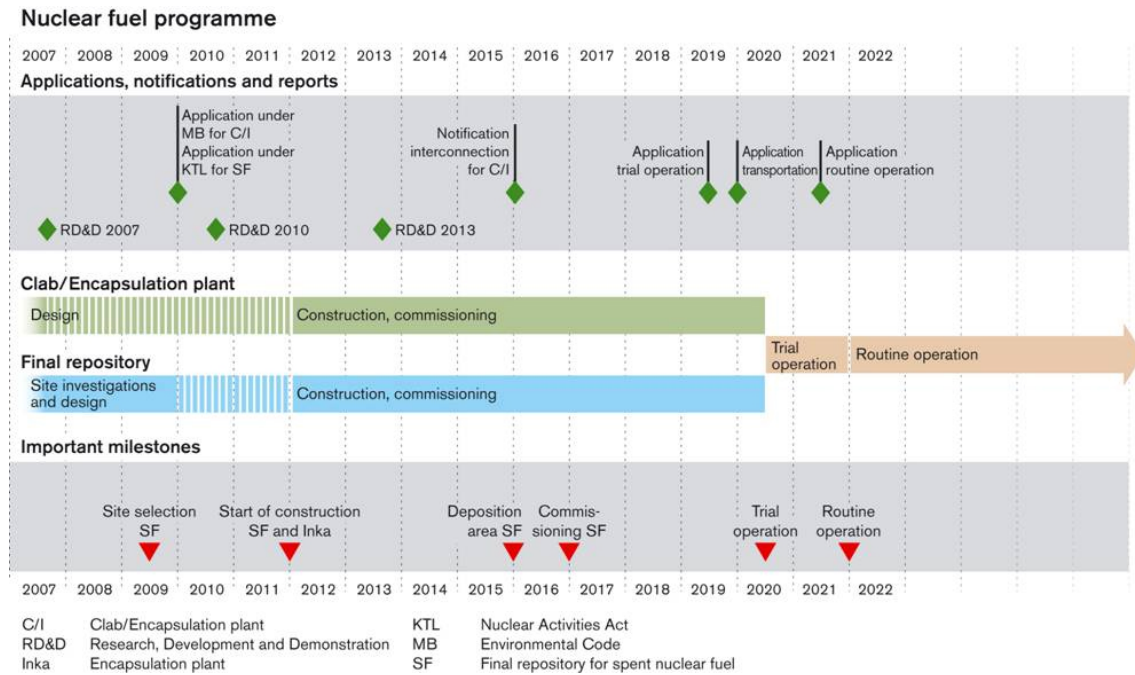 Nuclear fuel programme
2007 2008 2009 2010 2011 2012 2013 2014 2015 2016 2017 2018 2019 2020 2021 2022
Applications, notifications and reports
Application under
MB for C/I
Application under
KTL for SF
Notification
interconnection
for C/I
Application
trial operation
Application
transportation
Application
routine operation
RD&D 2007
RD&D 2010
RD&D 2013
Clab/Encapsulation plant
Design
Construction, commissioning
Trial
operation
Routine operation
Final repository
Site investigations
and design
Construction, commissioning
Important milestones
Site selection
SF
Start of construction
SF and Inka
Deposition
area SF
Commis-
sioning SF
Trial
operation
Routine
operation
2007 2008 2009 2010 2011 2012 2013 2014 2015 2016 2017 2018 2019 2020 2021 2022
C/I Clab/Encapsulation plant KTL Nuclear Activities Act
RD&D Research, Development and Demonstration MB Environmental Code
Inka Encapsulation plant SF Final repository for spent nuclear fuel